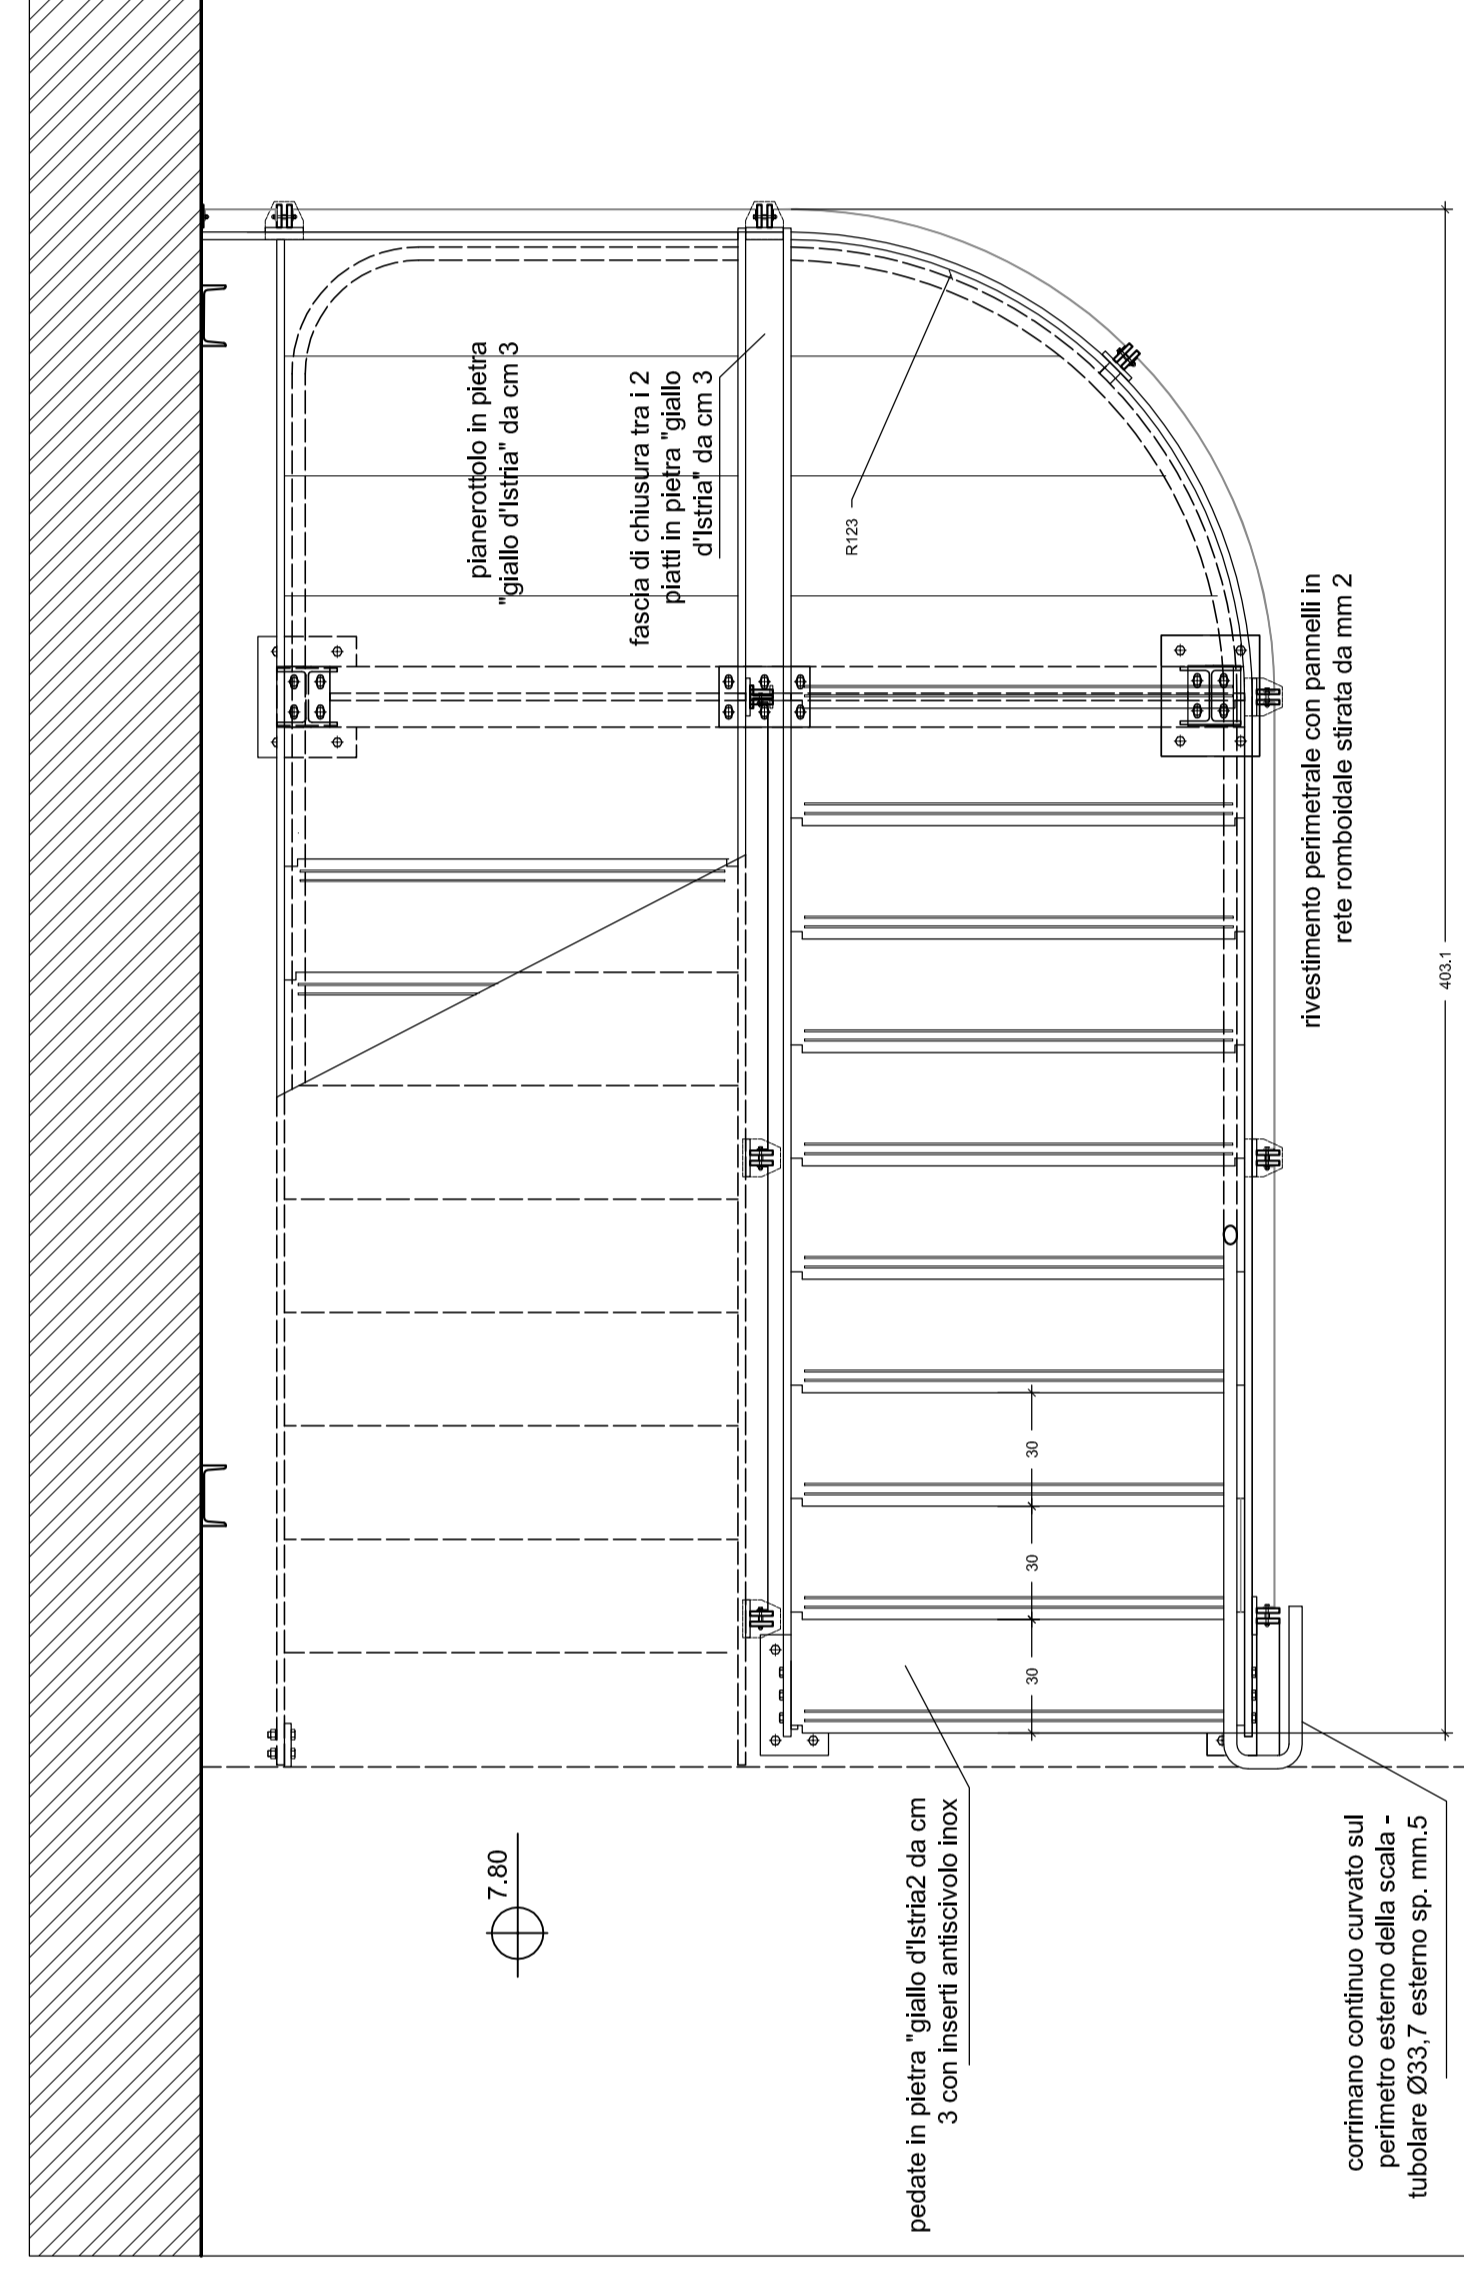 pianerottolo in pietra
"giallo d'Istria" da cm 3
fascia di chiusura tra i 2
piatti in pietra "giallo
d'Istria" da cm 3
R123
rivestimento perimetrale con pannelli in
rete romboidale stirata da mm 2
403.1
30
30
30
7.80
pedate in pietra "giallo d'Istria2 da cm
3 con inserti antiscivolo inox
corrimano continuo curvato sul
perimetro esterno della scala -
tubolare Ø33,7 esterno sp. mm.5